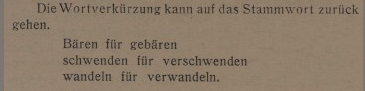 Die Wortverkürzung kann auf das Stammwort zurück
gehen.
Bären für gebären
schwenden für verschwenden
wandeln für verwandeln.